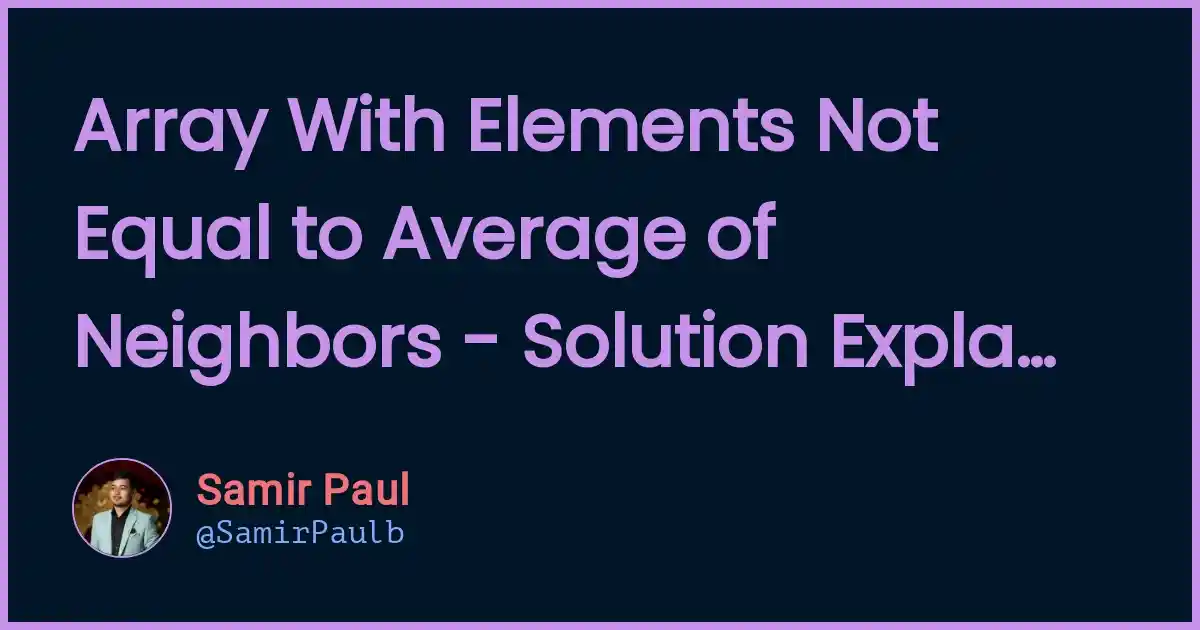 Array With Elements Not
Equal to Average of
Neighbors - Solution Expla...
Samir Paul
@SamirPaulb